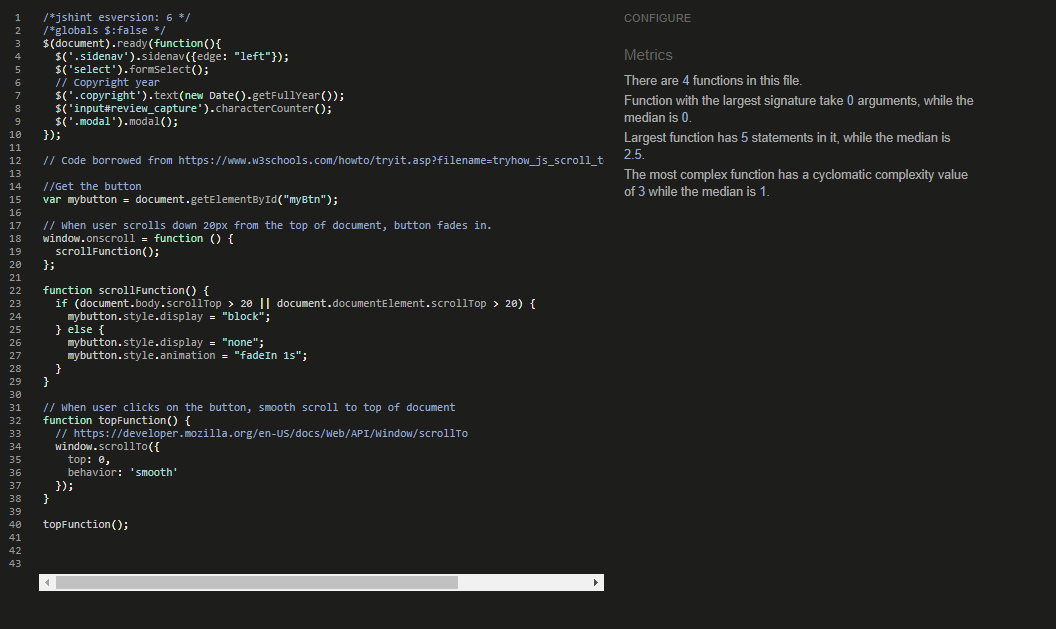 1 /*jshint esversion: 6 */
2 /*globals $:false */
3 $(document).ready(function(){
4 $('.sidenav').sidenav({edge: "left"});
5 $('select').formSelect();
6 // Copyright year
7 $('.copyright').text(new Date().getFullYear());
8 $('input#review_capture').characterCounter();
9 $('.modal').modal();
10 });
11
12 // Code borrowed from https://www.w3schools.com/howto/tryit.asp?filename=tryhow_js_scroll_t
13
14 //Get the button
15 var mybutton = document.getElementById("myBtn");
16
17 // When user scrolls down 20px from the top of document, button fades in.
18 window.onscroll = function () {
19 scrollFunction();
20 };
21
22 function scrollFunction() {
23 if (document.body.scrollTop > 20 || document.documentElement.scrollTop > 20) {
24 mybutton.style.display = "block";
25 } else {
26 mybutton.style.display = "none";
27 mybutton.style.animation = "fadeIn 1s";
28 }
29 }
30
31 // When user clicks on the button, smooth scroll to top of document
32 function topFunction() {
33 // https://developer.mozilla.org/en-US/docs/Web/API/Window/scrollTo
34 window.scrollTo({
35 top: 0,
36 behavior: 'smooth'
37 });
38 }
39
40 topFunction();
41
42
43
CONFIGURE
Metrics
There are 4 functions in this file.
Function with the largest signature take 0 arguments, while the
median is 0.
Largest function has 5 statements in it, while the median is
2.5.
The most complex function has a cyclomatic complexity value
of 3 while the median is 1.